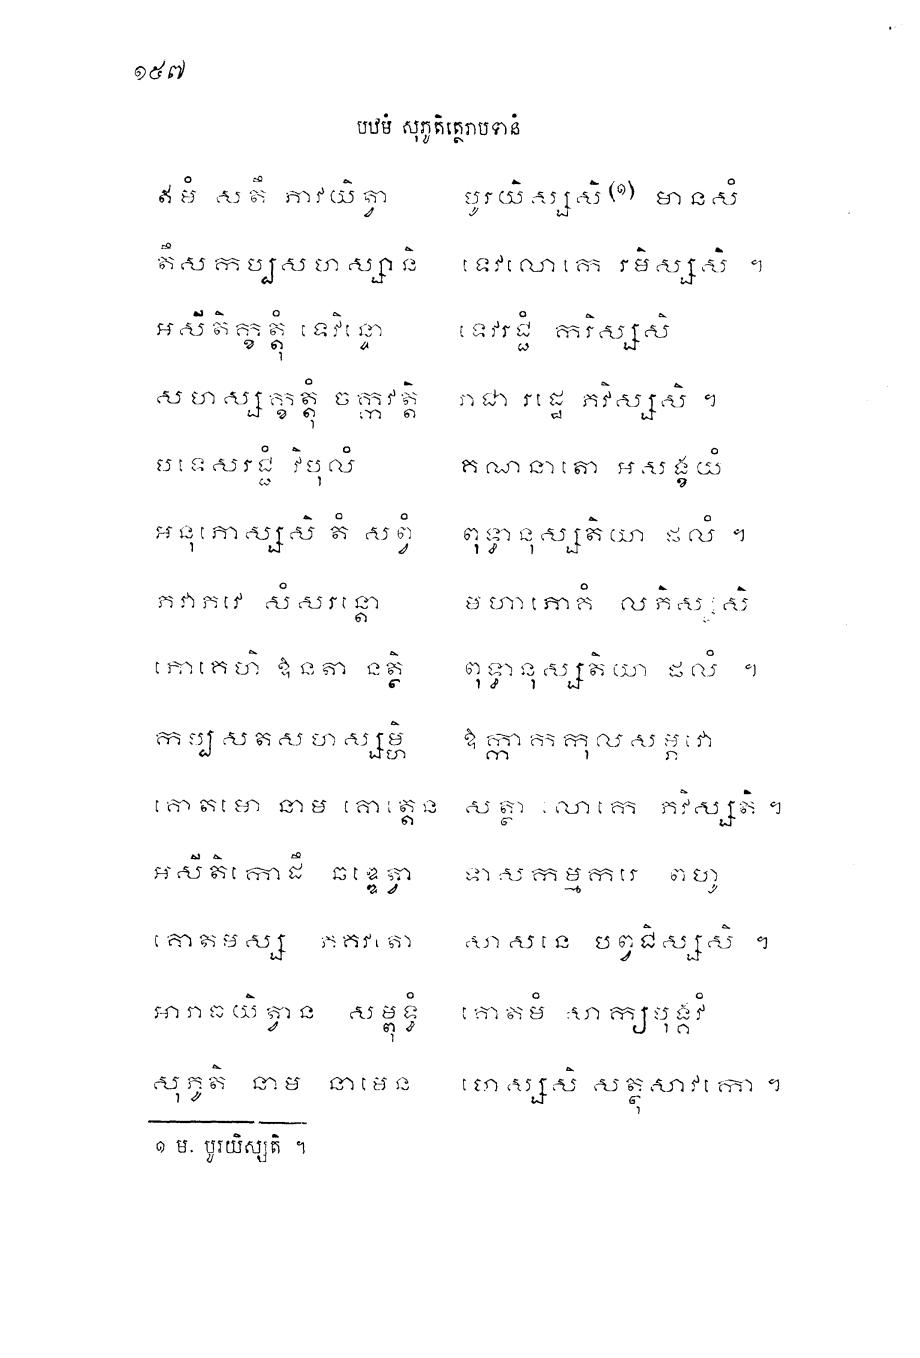 ១៥៧
បឋមំ សុភូតិត្ថេរាបទានំ
ឥមំ សតឹ ភាវយិត្វា បូរយិស្សសិ(១) មានសំ
តឹសកប្បសហស្សានិ ទេវលោកេ រមិស្សសិ ។
អសីតិក្ខត្តុំ ទេវិន្ទោ ទេវរជ្ជំ ករិស្សសិ
សហស្សក្ខត្តុំ ចក្កវត្តិ រាជា រដ្ឋេ ភវិស្សសិ ។
បទេសរជ្ជំ វិបុលំ គណនាតោ អសង្ខយំ
អនុភោស្សសិ តំ សព្វំ ពុទ្ធានុស្សតិយា ផលំ ។
ភវាភវេ សំសរន្តោ មហាភោគំ លភិស្សសិ
ភោគេហិ ឱនតា នត្ថិ ពុទ្ធានុស្សតិយា ផលំ ។
កប្បសតសហស្សម្ហិ ឱក្កាកកុលសម្ភវោ
គោតមោ នាម គោត្តេន សត្ថា លោកេ ភវិស្សតិ ។
អសីតិកោដឹ ឆឌ្ឌេត្វា ទាសកម្មករេ ពហូ
គោតមស្ស ភគវតោ សាសនេ បព្វជិស្សសិ ។
អារាធយិត្វាន សម្ពុទ្ធំ គោតមំ សាក្យបុង្គវំ
សុភូតិ នាម នាមេន ហេស្សសិ សត្ថុសាវកោ ។
១ ម. បូរយិស្សតិ ។